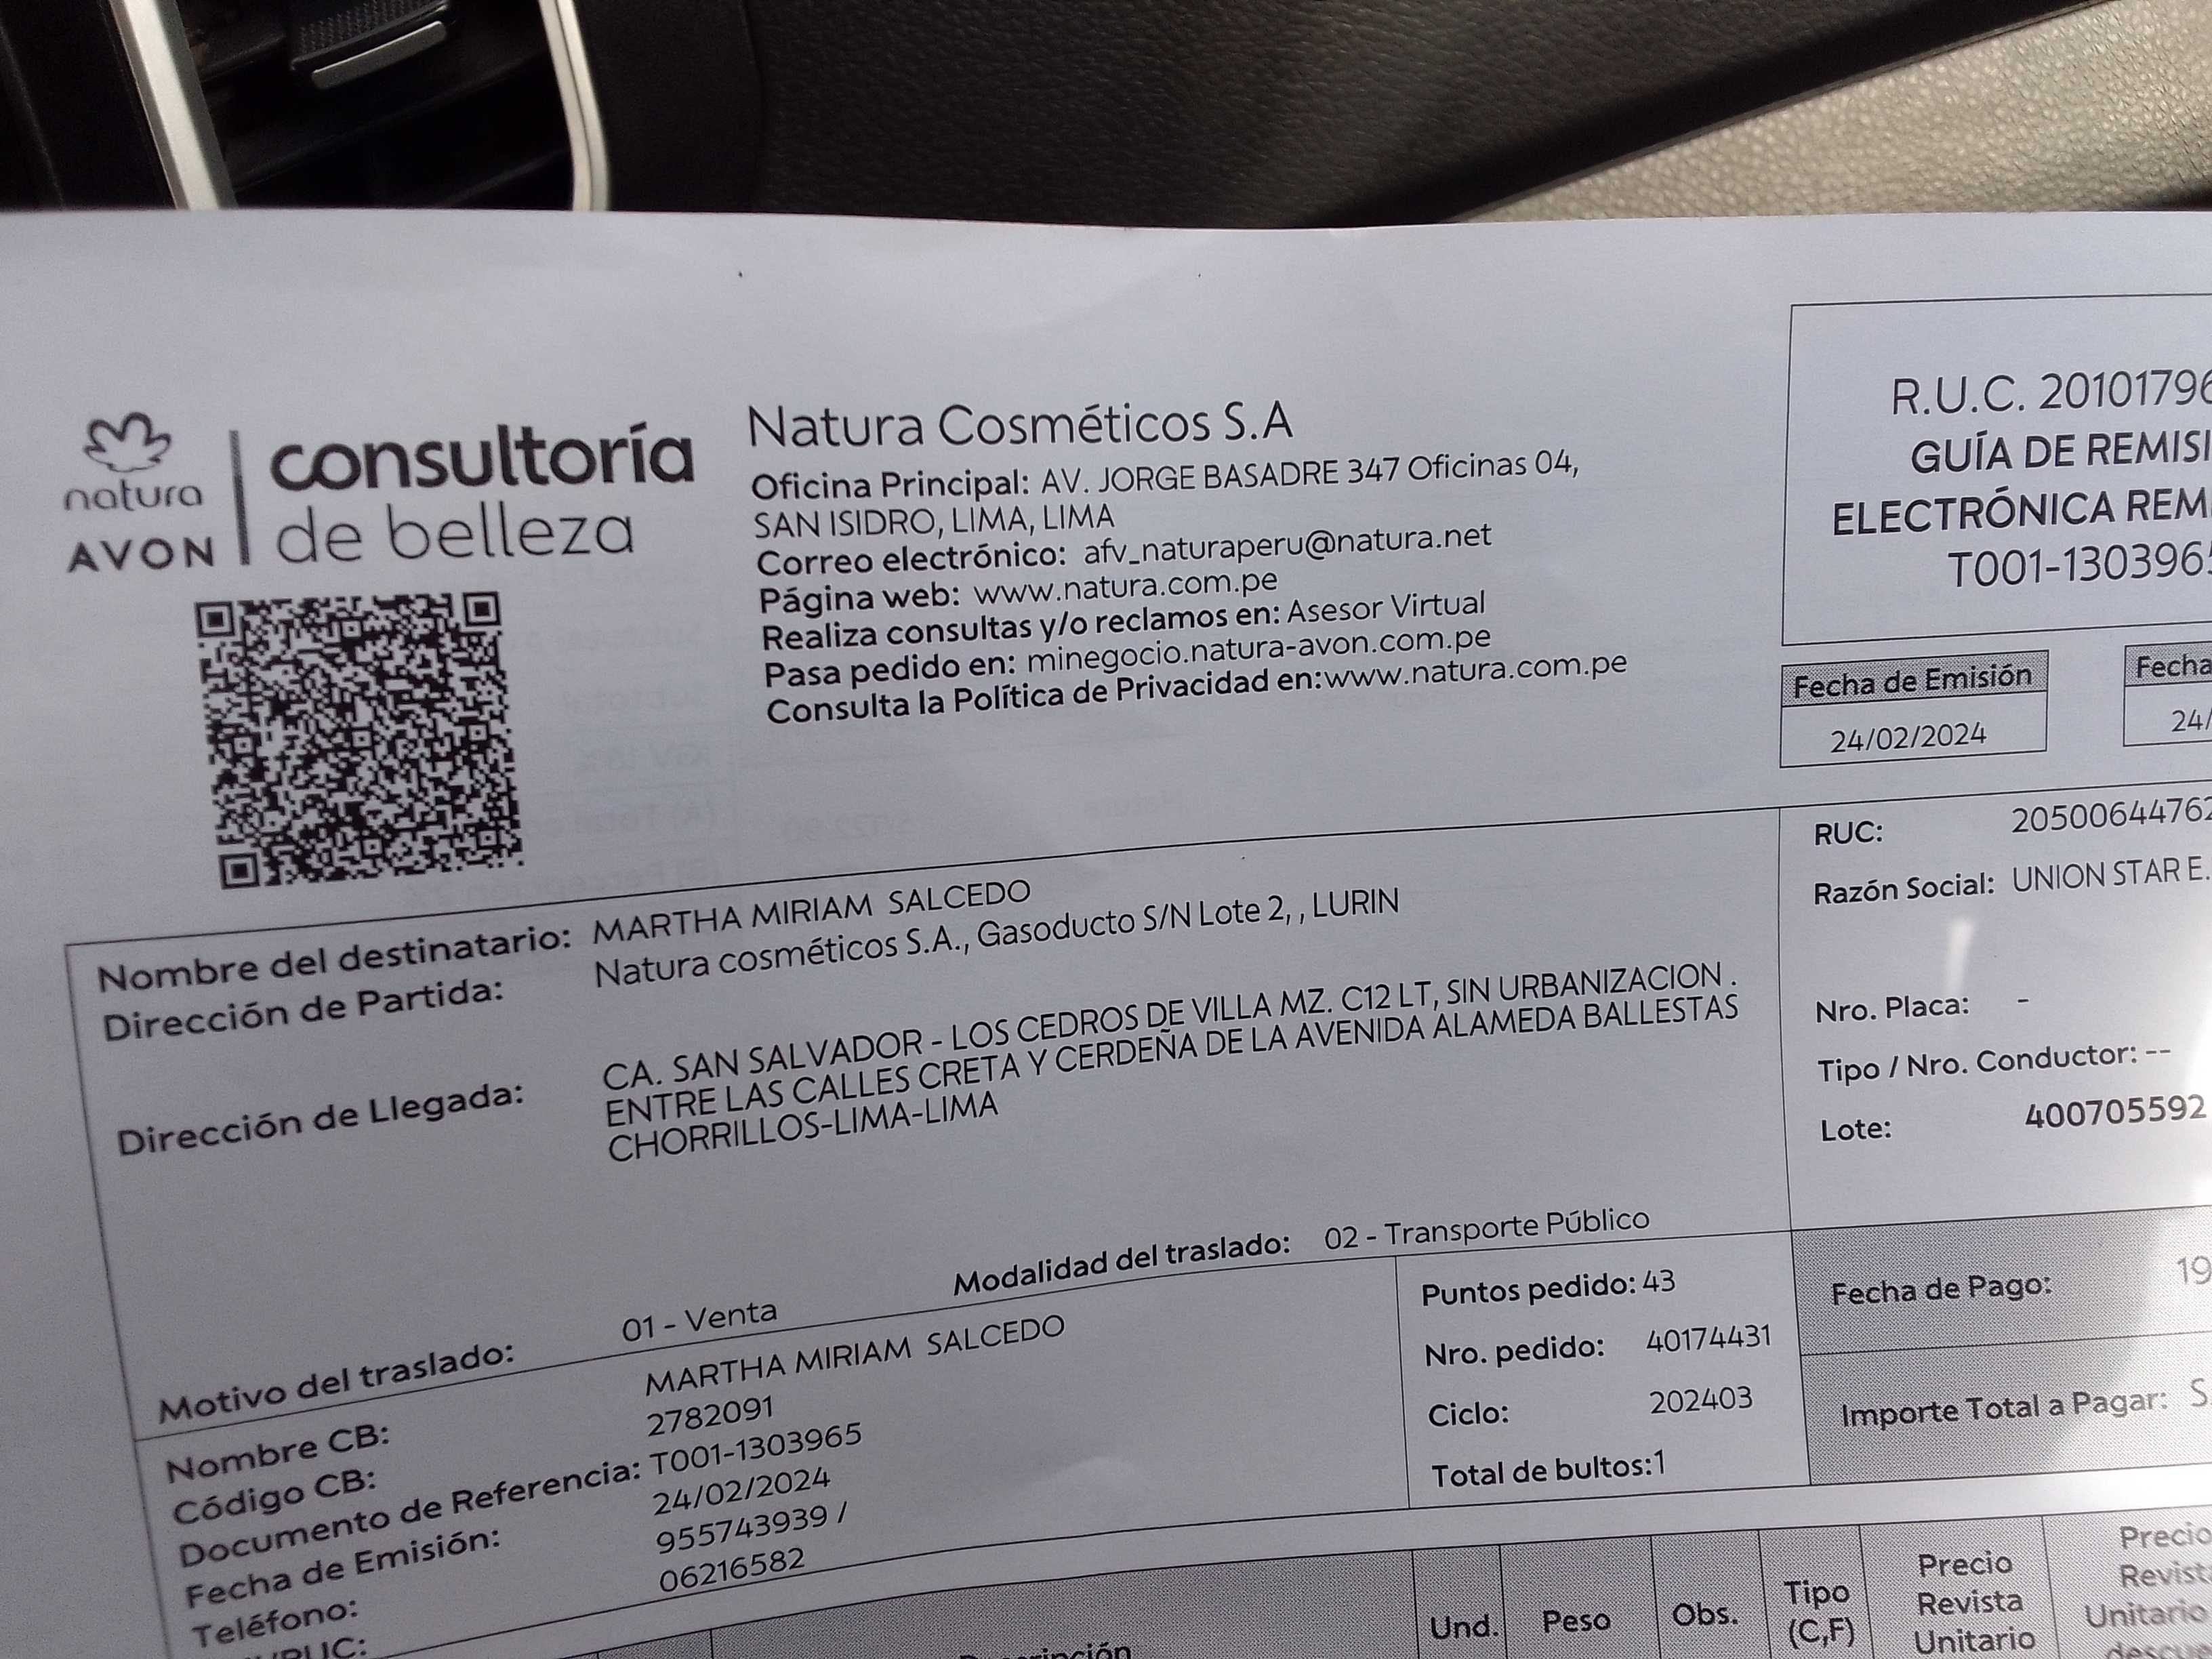 natura
AVON
consultoría
de belleza
Natura Cosméticos S.A
Oficina Principal: AV. JORGE BASADRE 347 Oficinas 04,
SAN ISIDRO, LIMA, LIMA
Correo electrónico: afv_naturaperu@natura.net
Página web: www.natura.com.pe
Realiza consultas y/o reclamos en: Asesor Virtual
Pasa pedido en: minegocio.natura-avon.com.pe
Consulta la Política de Privacidad en:www.natura.com.pe
R.U.C. 20101796
GUÍA DE REMISI
ELECTRÓNICA REM
T001-1303965
Fecha de Emisión
24/02/2024
Fecha
24/
Nombre del destinatario: MARTHA MIRIAM SALCEDO
Dirección de Partida: Natura cosméticos S.A., Gasoducto S/N Lote 2, , LURIN
Dirección de Llegada: CA. SAN SALVADOR - LOS CEDROS DE VILLA MZ. C12 LT, SIN URBANIZACION .
ENTRE LAS CALLES CRETA Y CERDEÑA DE LA AVENIDA ALAMEDA BALLESTAS
CHORRILLOS-LIMA-LIMA
Motivo del traslado: 01 - Venta
Modalidad del traslado: 02 - Transporte Público
RUC: 20500644762
Razón Social: UNION STAR E.
Nro. Placa: -
Tipo / Nro. Conductor: --
Lote: 400705592
Nombre CB: MARTHA MIRIAM SALCEDO
Código CB: 2782091
Documento de Referencia: T001-1303965
Fecha de Emisión: 24/02/2024
Teléfono: 955743939 /
RUC: 06216582
Puntos pedido: 43
Nro. pedido: 40174431
Ciclo: 202403
Total de bultos:1
Fecha de Pago: 19
Importe Total a Pagar: S
Und.
Peso
Obs.
Tipo
(C,F)
Precio
Revista
Unitario
Precio
Revista
Unitario